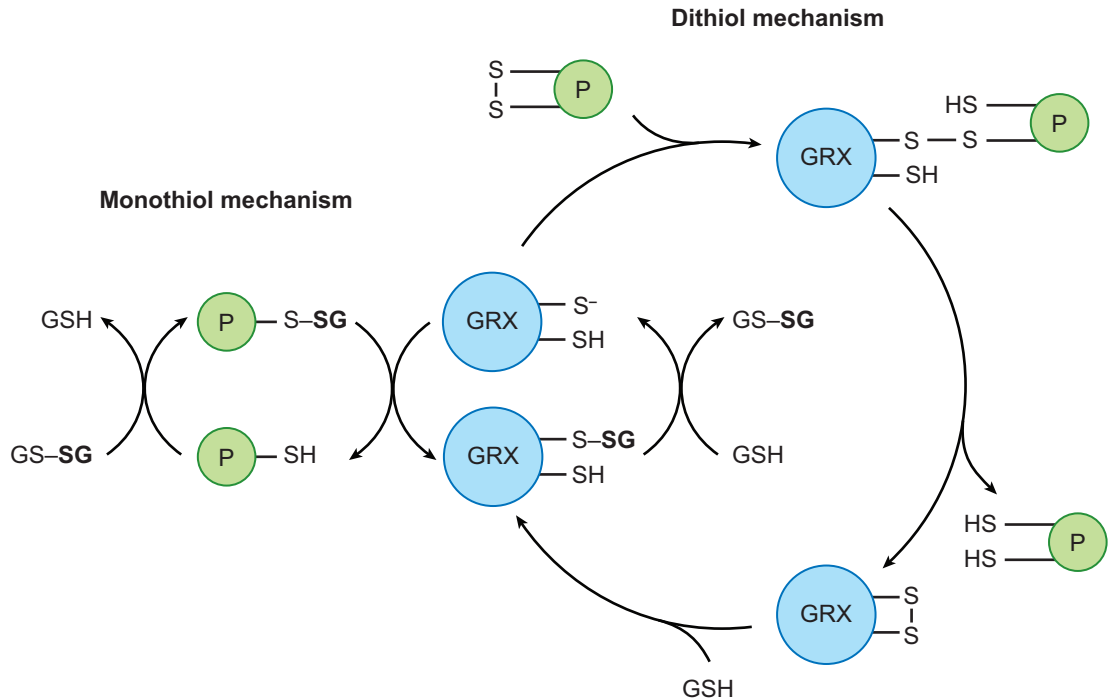 Dithiol mechanism
S
S
P
HS
P
GRX
S
S
SH
Monothiol mechanism
GSH
P
S–SG
GRX
S⁻
SH
GS–SG
GS–SG
P
SH
GRX
S–SG
SH
GSH
HS
HS
P
GRX
S
S
GSH